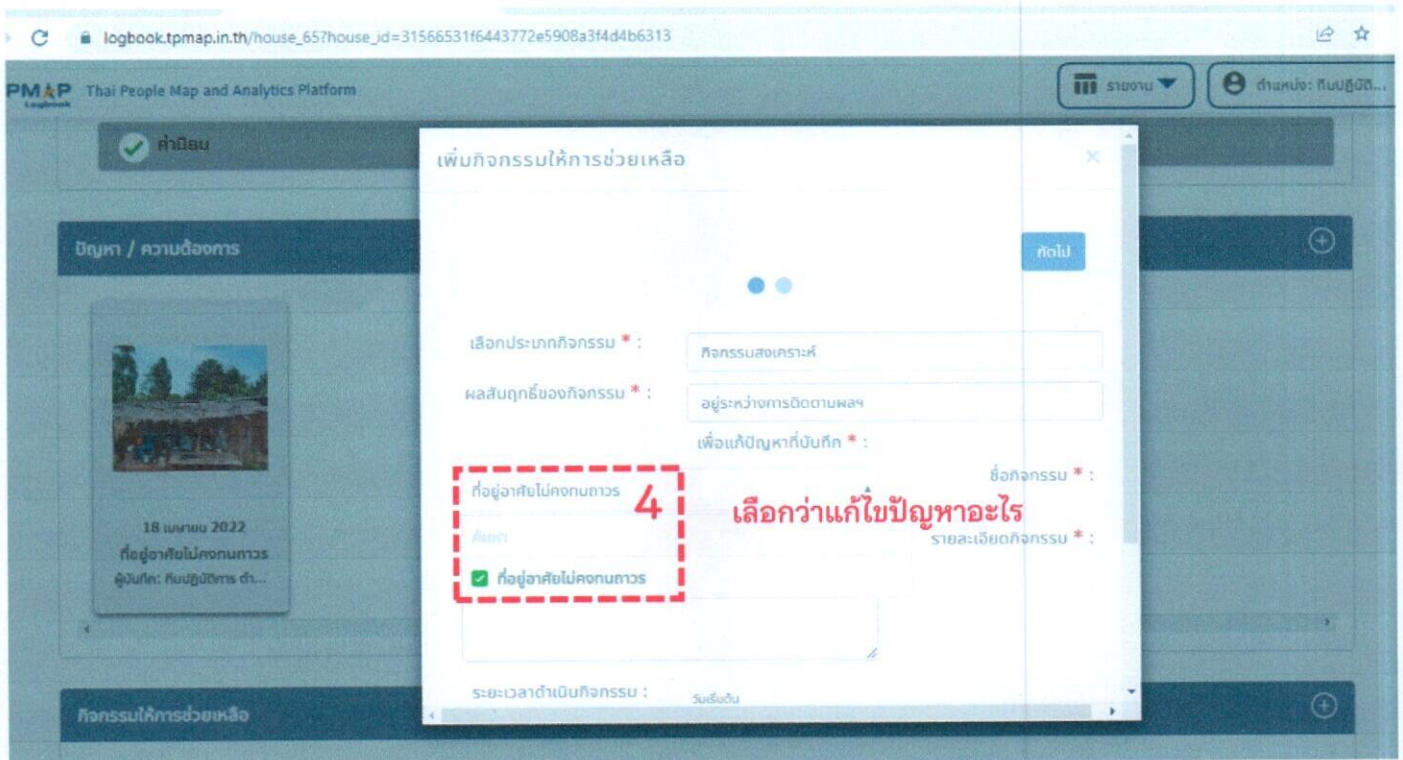 logbook.tpmap.in.th/house_65?house_id=31566531f6443772e5908a3f4d4b6313
PMAP Thai People Map and Analytics Platform
Logbook
รายงาน
ตำแหน่ง: ทีมปฏิบัติ...
ค่านิยม
เพิ่มกิจกรรมให้การช่วยเหลือ
ปัญหา / ความต้องการ
ถัดไป
เลือกประเภทกิจกรรม * :
กิจกรรมสงเคราะห์
ผลสัมฤทธิ์ของกิจกรรม * :
อยู่ระหว่างการติดตามผลฯ
เพื่อแก้ปัญหาที่บันทึก * :
ชื่อกิจกรรม * :
ที่อยู่อาศัยไม่คงทนถาวร
4
เลือกว่าแก้ไขปัญหาอะไร
ค้นหา
รายละเอียดกิจกรรม * :
ที่อยู่อาศัยไม่คงทนถาวร
18 เมษายน 2022
ที่อยู่อาศัยไม่คงทนถาวร
ผู้บันทึก: ทีมปฏิบัติการ ตำ...
ระยะเวลาดำเนินกิจกรรม :
วันเริ่มต้น
กิจกรรมให้การช่วยเหลือ